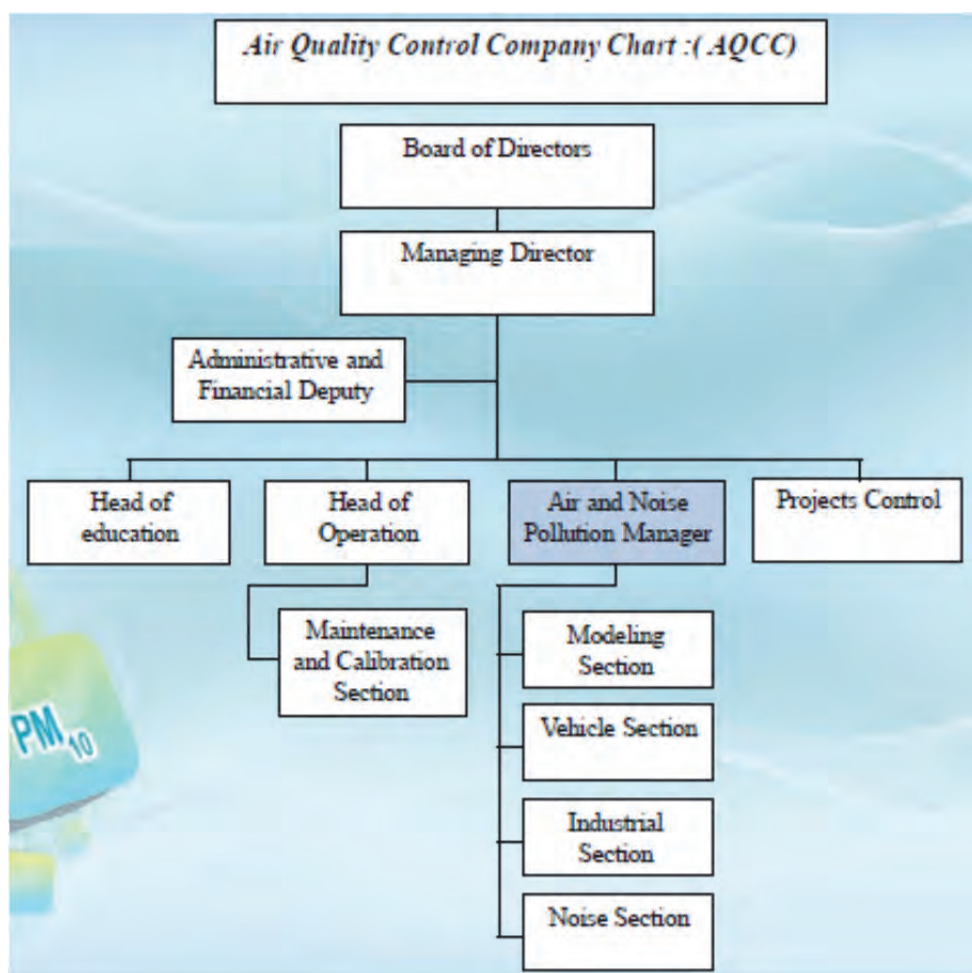 Air Quality Control Company Chart :( AQCC)
Board of Directors
Managing Director
Administrative and
Financial Deputy
Head of
education
Head of
Operation
Air and Noise
Pollution Manager
Projects Control
Maintenance
and Calibration
Section
Modeling
Section
Vehicle Section
Industrial
Section
Noise Section
PM10